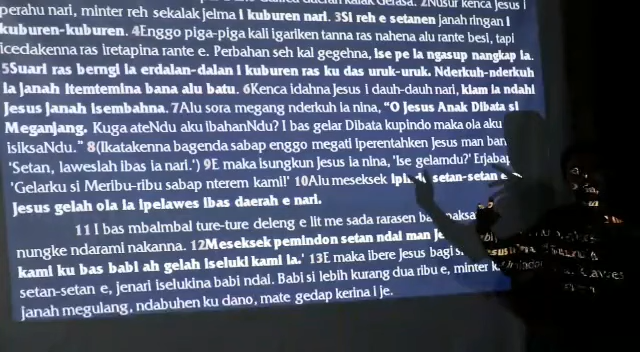 perahu nari, minter reh sekalak jelma I kuburen nari. 3SI reh e setanen janah ringan I
kuburen-kuburen. 4Enggo piga-piga kali igariken tanna ras nahena alu rante besi, tapi
icedakenna ras iretapina rante e. Perbahan seh kal gegehna, Ise pe la ngasup nangkap Ia.
5Suari ras berngi Ia erdalan-dalan I kuburen ras ku das uruk-uruk. Nderkuh-nderkuh
Ia janah Itemtemina bana alu batu. 6Kenca idahna Jesus i dauh-dauh nari, kiam Ia ndahi
Jesus janah Isembahna. 7Alu sora megang nderkuh Ia nina, "O Jesus Anak Dibata si
Meganjang. Kuga ateNdu aku ibahanNdu? I bas gelar Dibata kupindo maka ola aku
isiksaNdu." 8(Ikatakenna bagenda sabap enggo megati iperentahken Jesus man
'Setan, laweslah ibas ia nari.') 9E maka isungkun Jesus ia nina, 'Ise gelamdu?'
'Gelarku si Meribu-ribu sabap nterem kami!' 10Alu meseksek setan-setan
Jesus gelah ola Ia Ipelawes Ibas daerah e nari.
11I bas mbalmbal ture-ture deleng e lit me sada rarasen
nungke ndarami nakanna. 12Meseksek pemindon setan ndai man
kami ku bas babi ah gelah Iseluki kami Ia.' 13E maka ibere Jesus
setan-setan e, jenari iselukina babi ndai. Babi si lebih kurang dua ribu e, minter
janah megulang, ndabuhen ku dano, mate gedap kerina i je.